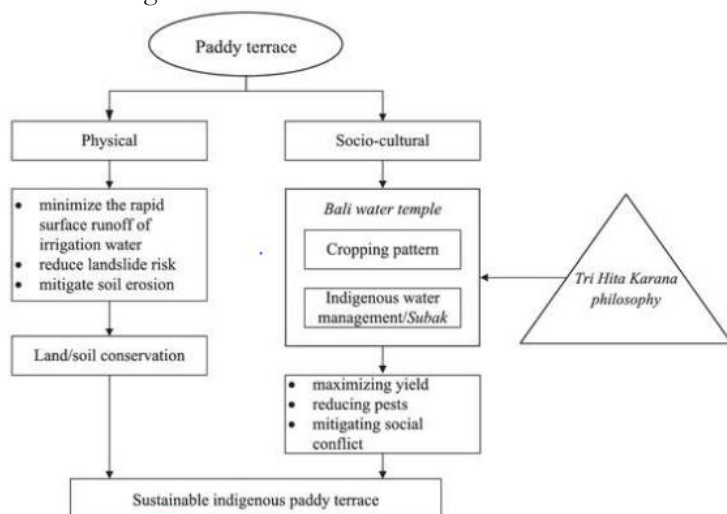 Paddy terrace
Physical
Socio-cultural
• minimize the rapid
surface runoff of
irrigation water
• reduce landslide risk
• mitigate soil erosion
Bali water temple
Cropping pattern
Indigenous water
management/Subak
Tri Hita Karana
philosophy
Land/soil conservation
• maximizing yield
• reducing pests
• mitigating social
conflict
Sustainable indigenous paddy terrace